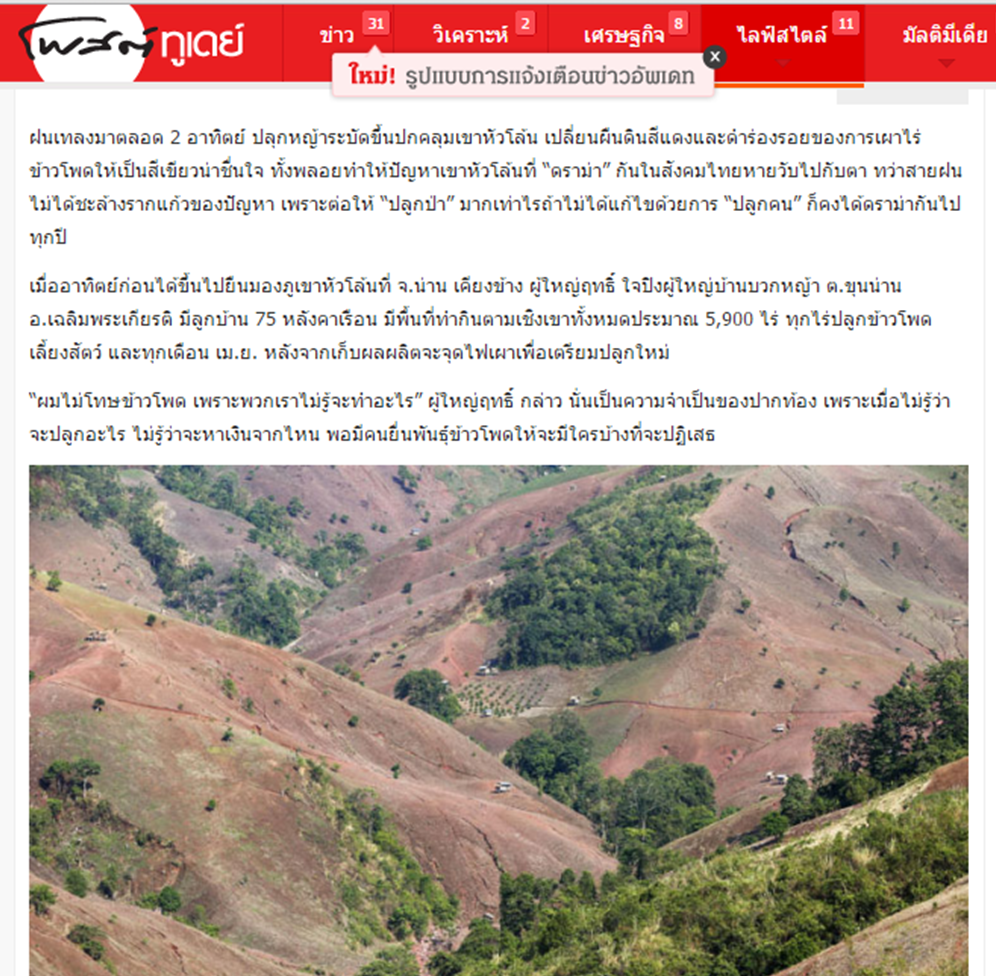 โพสต์ทูเดย์
ข่าว 31 วิเคราะห์ 2 เศรษฐกิจ 8 ไลฟ์สไตล์ 11 มัลติมีเดีย
ใหม่! รูปแบบการแจ้งเตือนข่าวอัพเดท x
ฝนเทลงมาตลอด 2 อาทิตย์ ปลุกหญ้าระบัดขึ้นปกคลุมเขาหัวโล้น เปลี่ยนผืนดินสีแดงและดำร่องรอยของการเผาไร่
ข้าวโพดให้เป็นสีเขียวน่าชื่นใจ ทั้งพลอยทำให้ปัญหาเขาหัวโล้นที่ “ดราม่า” กันในสังคมไทยหายวับไปกับตา ทว่าสายฝน
ไม่ได้ชะล้างรากแก้วของปัญหา เพราะต่อให้ “ปลูกป่า” มากเท่าไรถ้าไม่ได้แก้ไขด้วยการ “ปลูกคน” ก็คงได้ดราม่ากันไป
ทุกปี
เมื่ออาทิตย์ก่อนได้ขึ้นไปยืนมองภูเขาหัวโล้นที่ จ.น่าน เคียงข้าง ผู้ใหญ่ฤทธิ์ ใจปิงผู้ใหญ่บ้านบวกหญ้า ต.ขุนน่าน
อ.เฉลิมพระเกียรติ มีลูกบ้าน 75 หลังคาเรือน มีพื้นที่ทำกินตามเชิงเขาทั้งหมดประมาณ 5,900 ไร่ ทุกไร่ปลูกข้าวโพด
เลี้ยงสัตว์ และทุกเดือน เม.ย. หลังจากเก็บผลผลิตจะจุดไฟเผาเพื่อเตรียมปลูกใหม่
“ผมไม่โทษข้าวโพด เพราะพวกเราไม่รู้จะทำอะไร” ผู้ใหญ่ฤทธิ์ กล่าว นั่นเป็นความจำเป็นของปากท้อง เพราะเมื่อไม่รู้ว่า
จะปลูกอะไร ไม่รู้ว่าจะหาเงินจากไหน พอมีคนยื่นพันธุ์ข้าวโพดให้จะมีใครบ้างที่จะปฏิเสธ